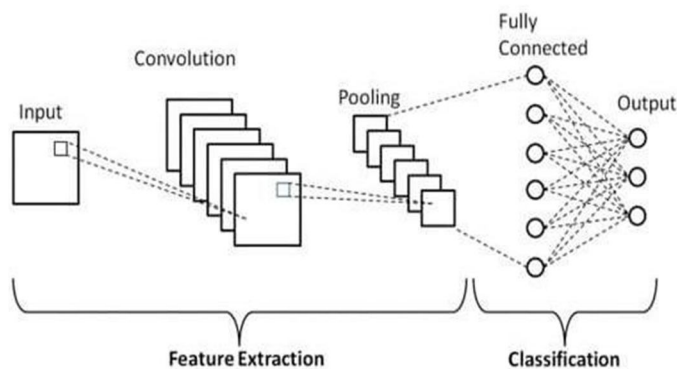 Input
Convolution
Pooling
Fully
Connected
Output
Feature Extraction
Classification